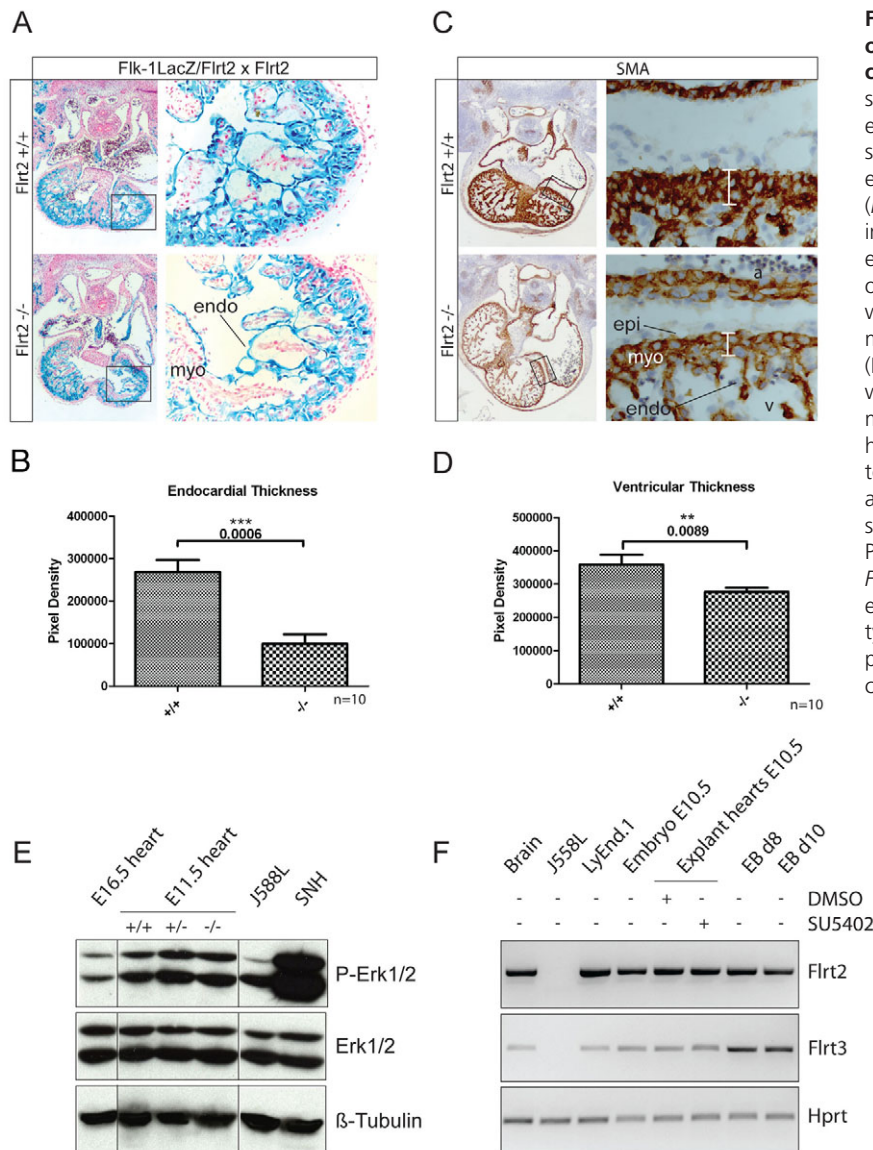 A
Flk-1LacZ/Flrt2 x Flrt2
Flrt2 +/+
Flrt2 -/-
endo
myo
C
SMA
Flrt2 +/+
Flrt2 -/-
a
epi
myo
endo
v
B
Endocardial Thickness
Pixel Density
400000
300000
200000
100000
0
***
0.0006
+/+
-/-
n=10
D
Ventricular Thickness
Pixel Density
500000
400000
300000
200000
100000
0
**
0.0089
+/+
-/-
n=10
E
E16.5 heart
E11.5 heart
J588L
SNH
+/+ +/- -/-
P-Erk1/2
Erk1/2
ß-Tubulin
F
Brain
J558L
LyEnd.1
Embryo E10.5
Explant hearts E10.5
EB d8
EB d10
- - - - + - - - DMSO
- - - - - + - - SU5402
Flrt2
Flrt3
Hprt
F
o
c
s
e
s
e
(
in
e
o
v
n
(
v
n
h
t
a
s
P
F
e
t
p
c